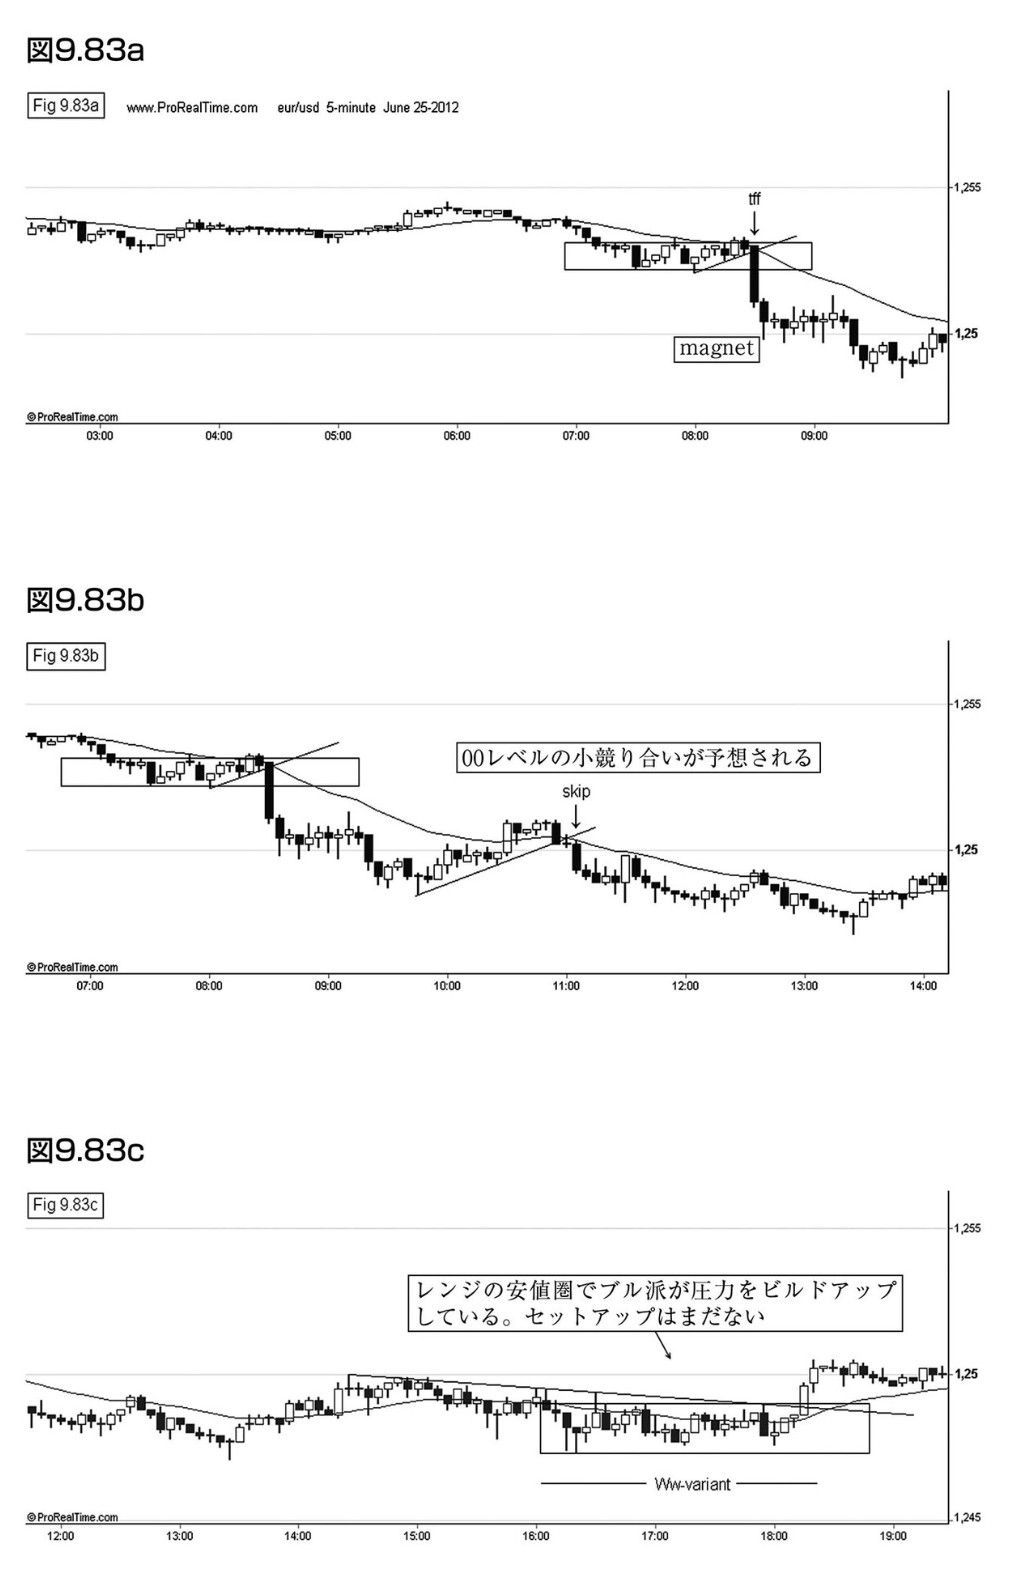 図9.83a
Fig 9.83a www.ProRealTime.com eur/usd 5-minute June 25-2012
1,255
tff
1,25
magnet
©ProRealTime.com
03:00 04:00 05:00 06:00 07:00 08:00 09:00
図9.83b
Fig 9.83b
1,255
00レベルの小競り合いが予想される
skip
1,25
©ProRealTime.com
07:00 08:00 09:00 10:00 11:00 12:00 13:00 14:00
図9.83c
Fig 9.83c
1,255
レンジの安値圏でブル派が圧力をビルドアップ
している。セットアップはまだない
1,25
Ww-variant
©ProRealTime.com
1,245
12:00 13:00 14:00 15:00 16:00 17:00 18:00 19:00